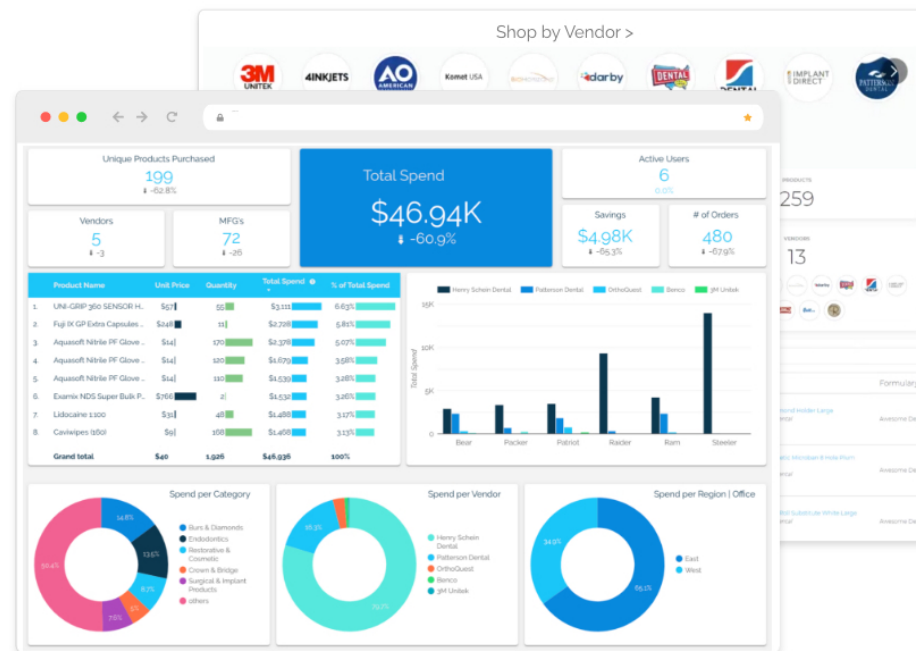 Shop by Vendor >
3M
UNITEK
4INKJETS
AO
AMERICAN
Komet USA
darby
DENTAL
DENTAL
IMPLANT
DIRECT
PATTERSON
DENTAL
PRODUCTS
259
VENDORS
13
Formulary
Unique Products Purchased
199
-62.8%
Total Spend
$46.94K
-60.9%
Active Users
6
0.0%
Vendors
5
-3
MFG's
72
-26
Savings
$4.98K
-65.3%
# of Orders
480
-67.9%
Product Name Unit Price Quantity Total Spend % of Total Spend
1. UNI-GRIP 360 SENSOR H... $57 55 $3,111 6.63%
2. Fuji IX GP Extra Capsules ... $248 11 $2,728 5.81%
3. Aquasoft Nitrile PF Glove ... $14 170 $2,378 5.07%
4. Aquasoft Nitrile PF Glove ... $14 120 $1,679 3.58%
5. Aquasoft Nitrile PF Glove ... $14 110 $1,539 3.28%
6. Examix NDS Super Bulk P... $766 2 $1,532 3.26%
7. Lidocaine 1:100 $31 48 $1,488 3.17%
8. Caviwipes (160) $9 168 $1,468 3.13%
Grand total $40 1,926 $46,936 100%
Henry Schein Dental Patterson Dental OrthoQuest Benco 3M Unitek
Total Spend
15K
10K
5K
0
Bear Packer Patriot Raider Ram Steeler
Spend per Category
14.8%
13.5%
8.7%
5%
7.6%
50.4%
Burs & Diamonds
Endodontics
Restorative &
Cosmetic
Crown & Bridge
Surgical & Implant
Products
others
Spend per Vendor
16.3%
79.7%
Henry Schein
Dental
Patterson Dental
OrthoQuest
Benco
3M Unitek
Spend per Region | Office
34.9%
65.1%
East
West